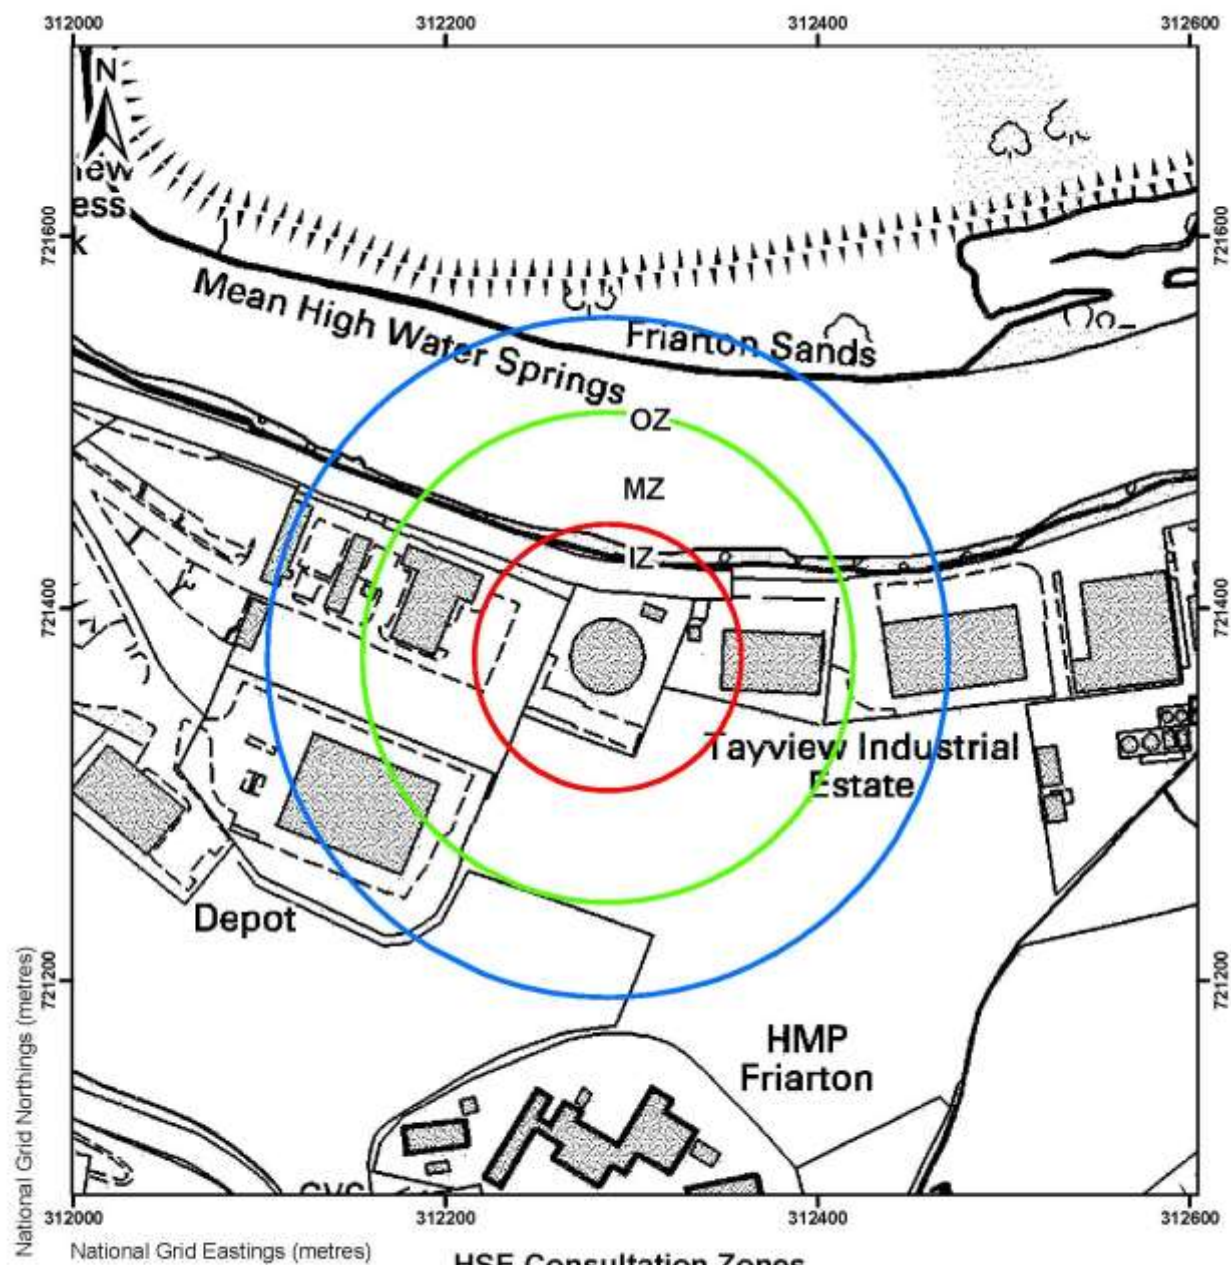 312000
312200
312400
312600
N
721600
721600
Mean High Water Springs
Friarton Sands
OZ
MZ
IZ
721400
721400
Tayview Industrial
Estate
Depot
721200
721200
HMP
Friarton
National Grid Northings (metres)
312000
312200
312400
312600
National Grid Eastings (metres)
HSE Consultation Zones